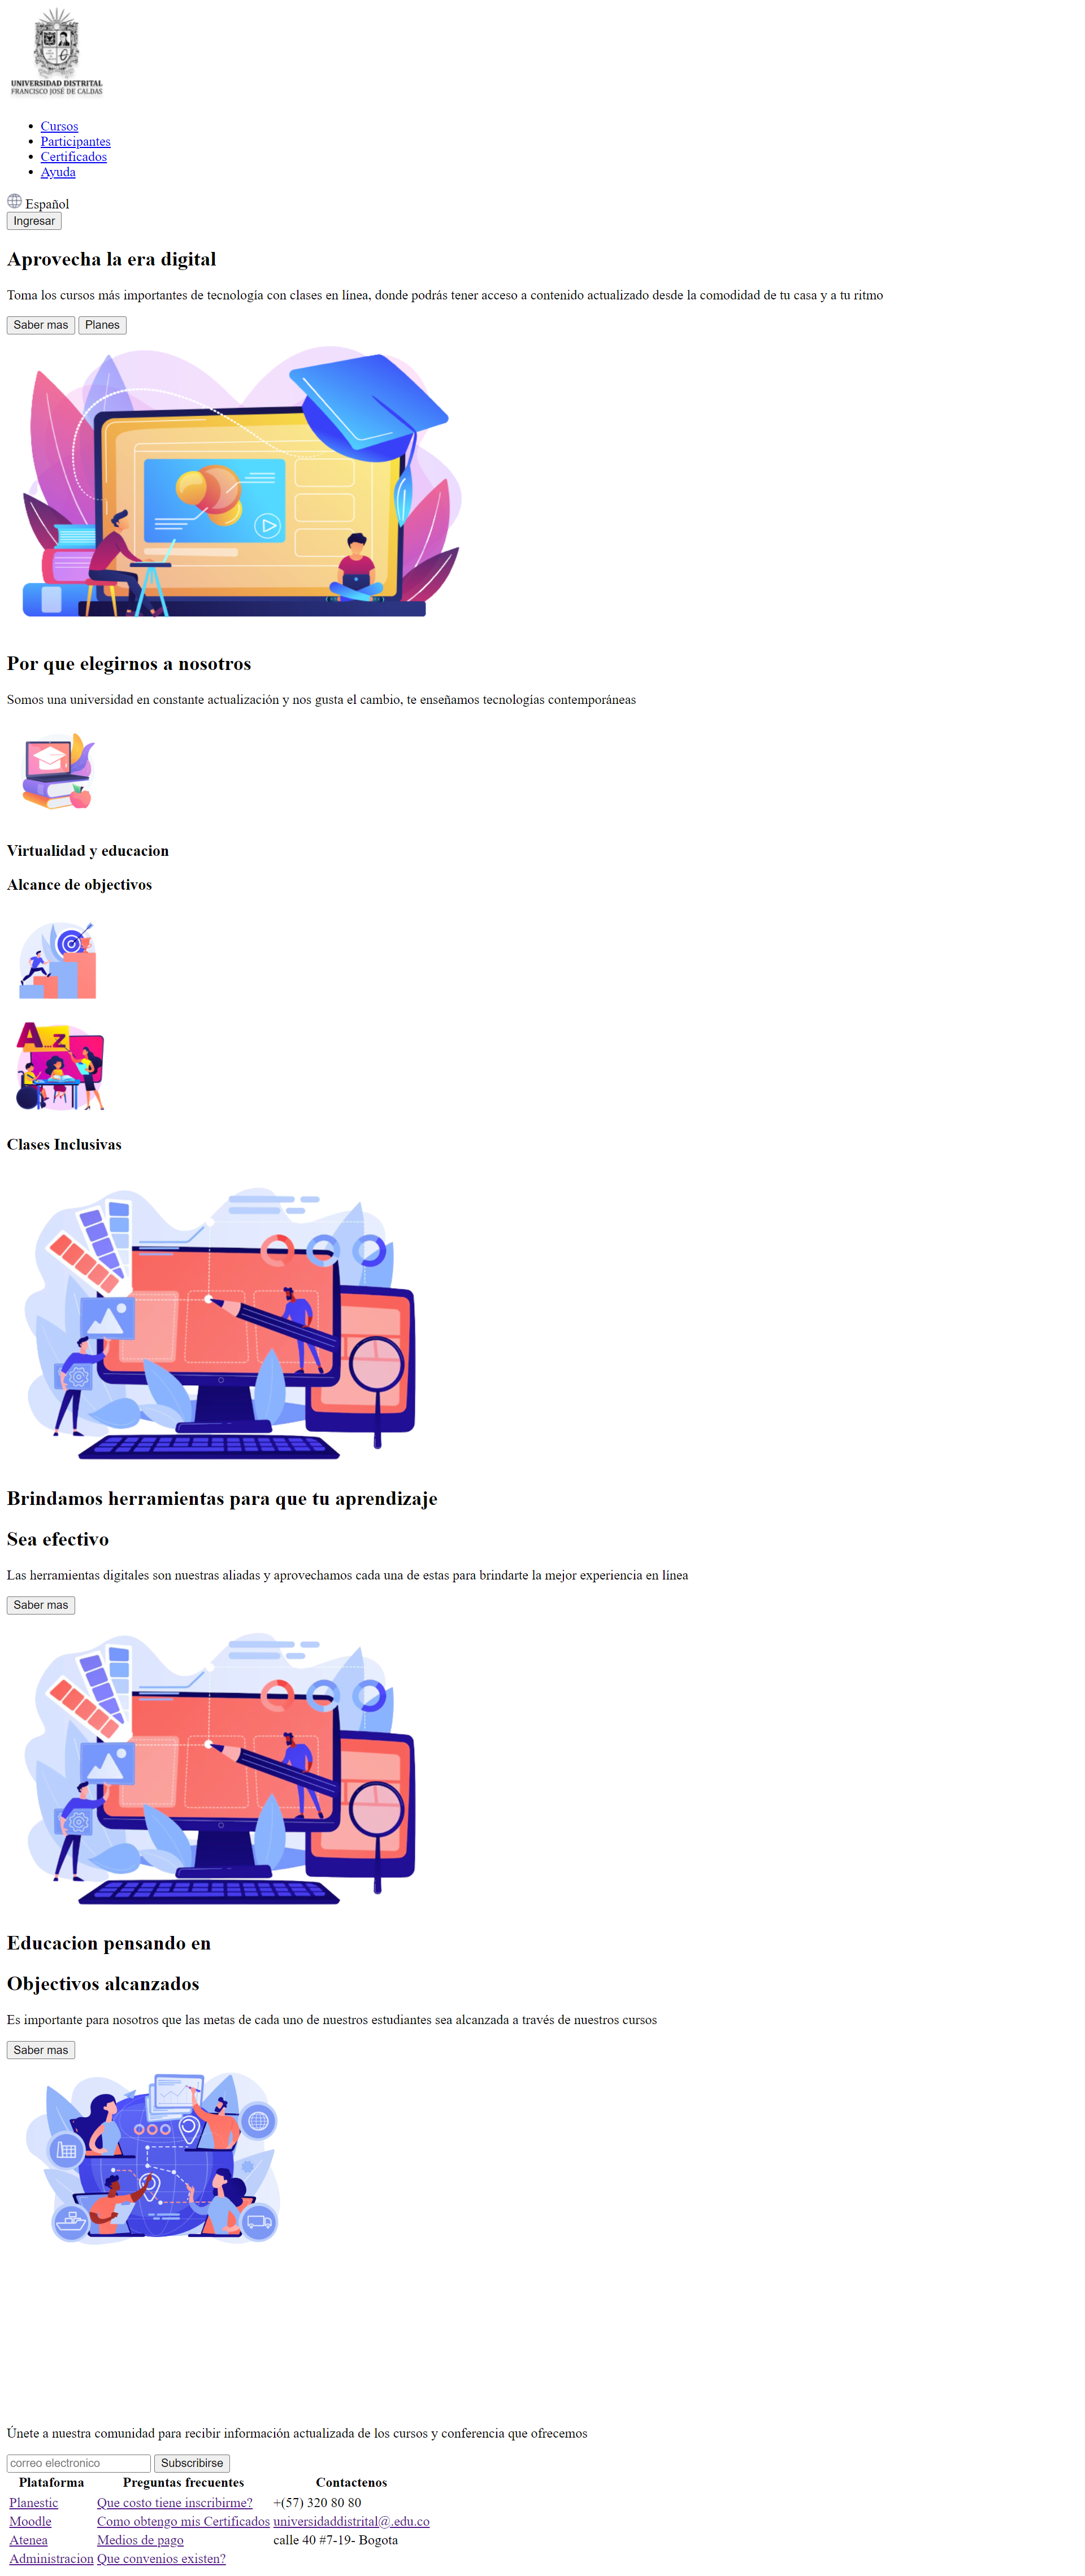 UNIVERSIDAD DISTRITAL
FRANCISCO JOSÉ DE CALDAS
Cursos
Participantes
Certificados
Ayuda
Español
Ingresar
Aprovecha la era digital
Toma los cursos más importantes de tecnología con clases en línea, donde podrás tener acceso a contenido actualizado desde la comodidad de tu casa y a tu ritmo
Saber mas Planes
Por que elegirnos a nosotros
Somos una universidad en constante actualización y nos gusta el cambio, te enseñamos tecnologías contemporáneas
Virtualidad y educacion
Alcance de objectivos
A...z
Clases Inclusivas
Brindamos herramientas para que tu aprendizaje
Sea efectivo
Las herramientas digitales son nuestras aliadas y aprovechamos cada una de estas para brindarte la mejor experiencia en línea
Saber mas
Educacion pensando en
Objectivos alcanzados
Es importante para nosotros que las metas de cada uno de nuestros estudiantes sea alcanzada a través de nuestros cursos
Saber mas
Únete a nuestra comunidad para recibir información actualizada de los cursos y conferencia que ofrecemos
correo electronico Subscribirse
Plataforma Preguntas frecuentes Contactenos
Planestic Que costo tiene inscribirme? +(57) 320 80 80
Moodle Como obtengo mis Certificados universidaddistrital@.edu.co
Atenea Medios de pago calle 40 #7-19- Bogota
Administracion Que convenios existen?